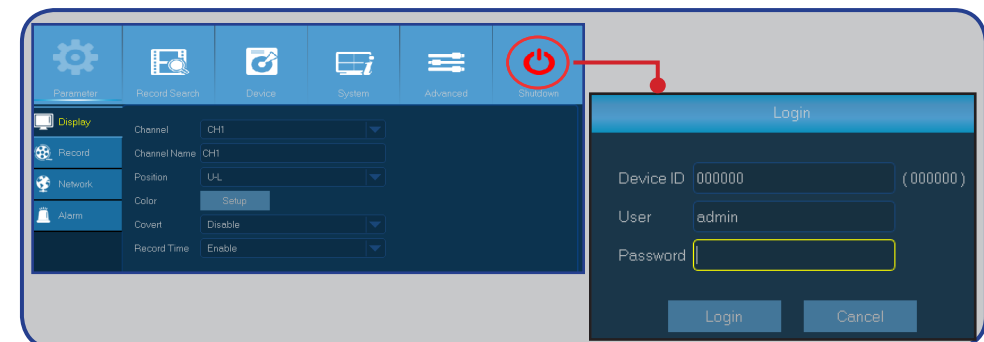 Parameter Record Search Device System Advanced Shutdown
Display
Record
Network
Alarm
Channel CH1
Channel Name CH1
Position U-L
Color Setup
Covert Disable
Record Time Enable
Login
Device ID 000000 (000000)
User admin
Password
Login Cancel